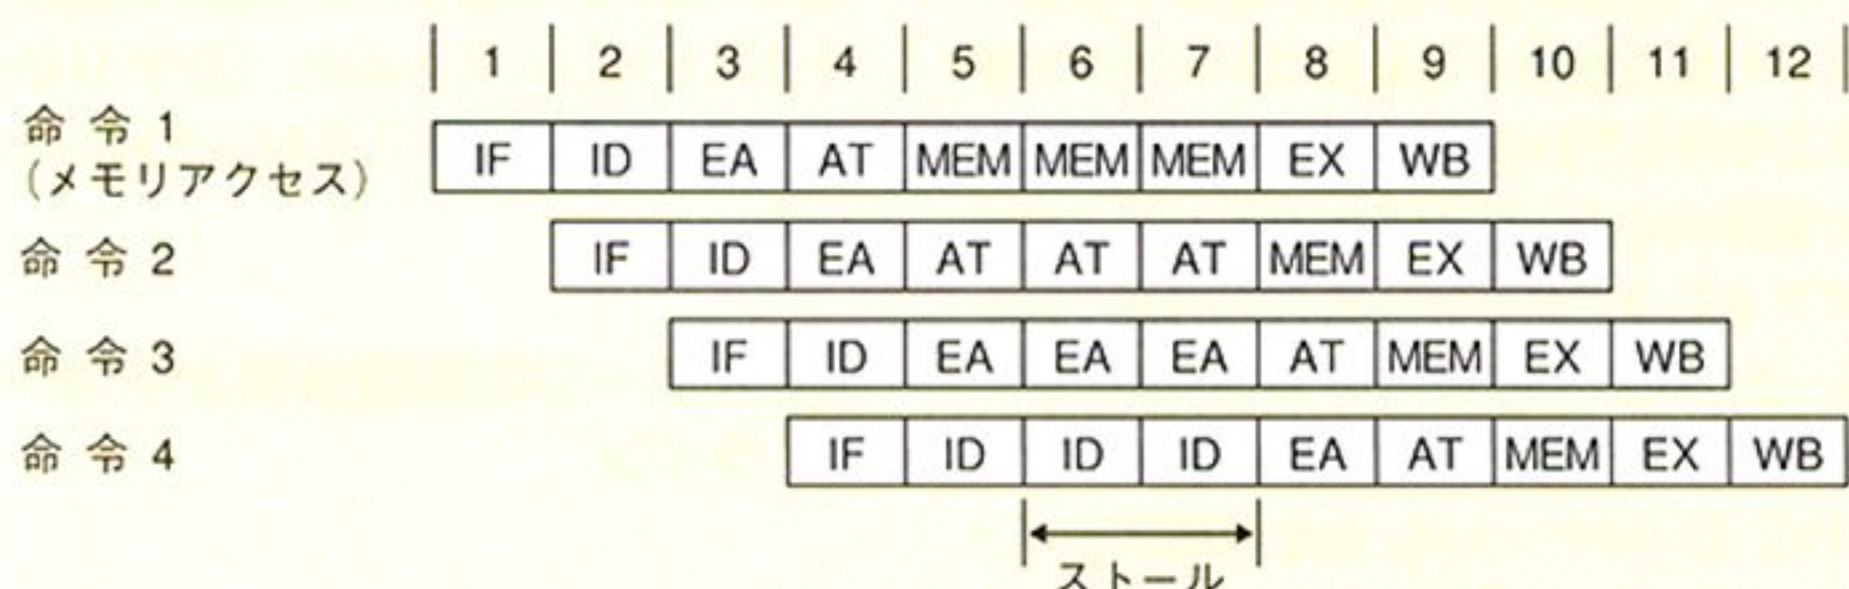 1 2 3 4 5 6 7 8 9 10 11 12
命令1
(メモリアクセス)
IF ID EA AT MEM MEM MEM EX WB
命令2 IF ID EA AT AT AT MEM EX WB
命令3 IF ID EA EA EA AT MEM EX WB
命令4 IF ID ID ID EA AT MEM EX WB
ストール